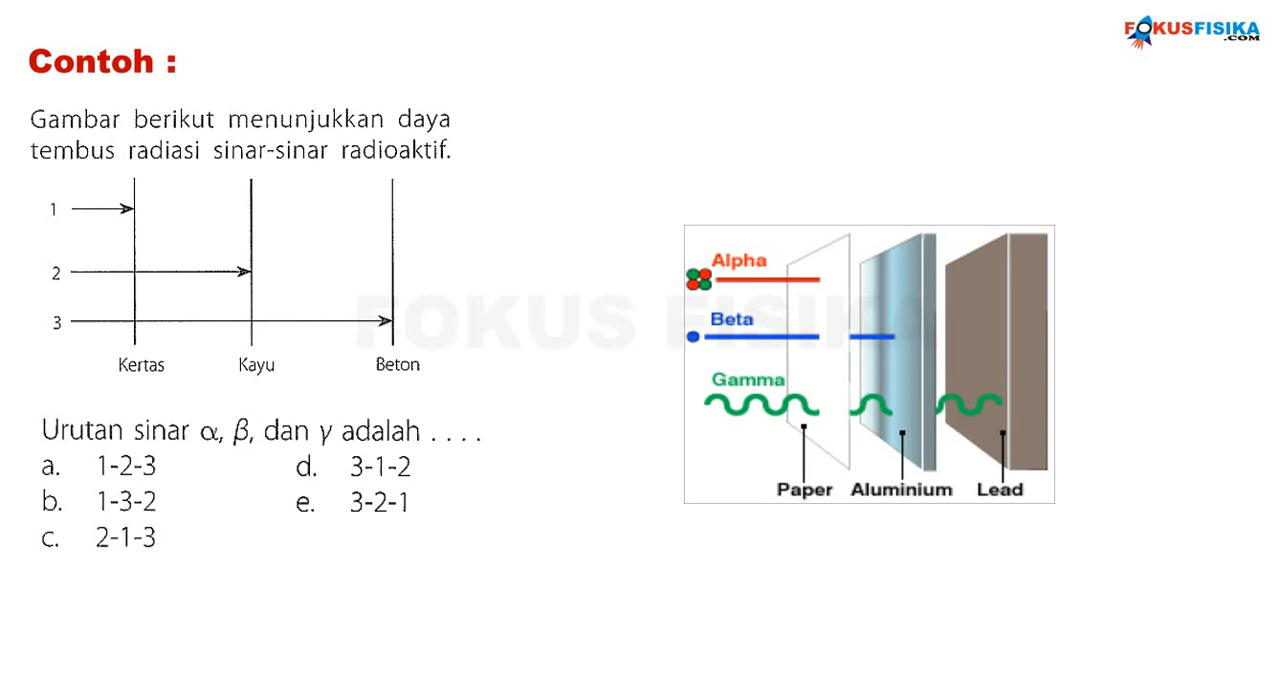 FOKUSFISIKA
.COM
Contoh :
Gambar berikut menunjukkan daya
tembus radiasi sinar-sinar radioaktif.
1
2
3
Kertas Kayu Beton
Urutan sinar α, β, dan γ adalah . . . .
a. 1-2-3 d. 3-1-2
b. 1-3-2 e. 3-2-1
c. 2-1-3
Alpha
Beta
Gamma
Paper Aluminium Lead
FOKUS FISIKA